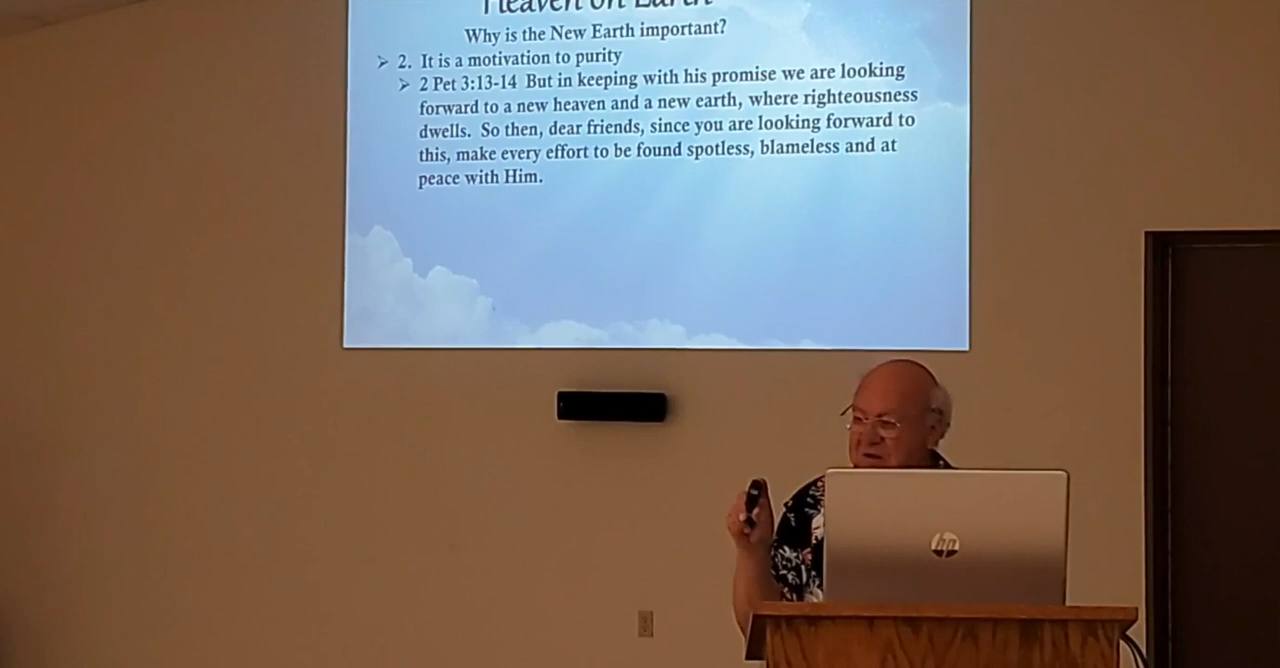 Heaven on Earth
Why is the New Earth important?
➢ 2. It is a motivation to purity
➢ 2 Pet 3:13-14 But in keeping with his promise we are looking
forward to a new heaven and a new earth, where righteousness
dwells. So then, dear friends, since you are looking forward to
this, make every effort to be found spotless, blameless and at
peace with Him.
hp